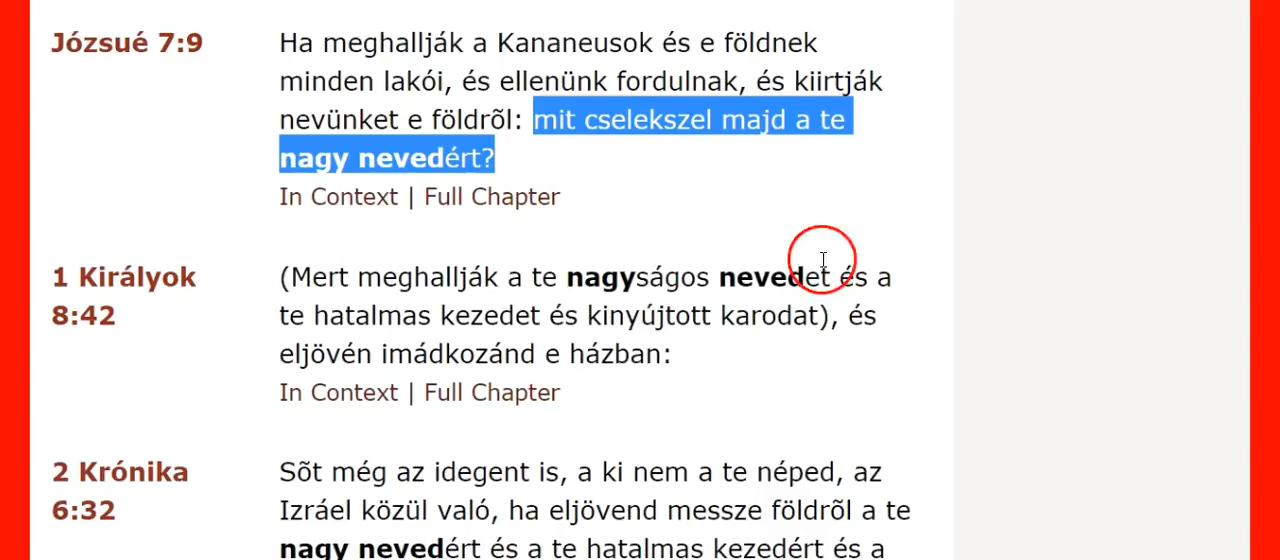 Józsué 7:9
Ha meghallják a Kananeusok és e földnek
minden lakói, és ellenünk fordulnak, és kiirtják
nevünket e földrõl: mit cselekszel majd a te
nagy nevedért?
In Context | Full Chapter
1 Királyok
8:42
(Mert meghallják a te nagyságos nevedet és a
te hatalmas kezedet és kinyújtott karodat), és
eljövén imádkozánd e házban:
In Context | Full Chapter
2 Krónika
6:32
Sõt még az idegent is, a ki nem a te néped, az
Izráel közül való, ha eljövend messze földrõl a te
nagy nevedért és a te hatalmas kezedért és a